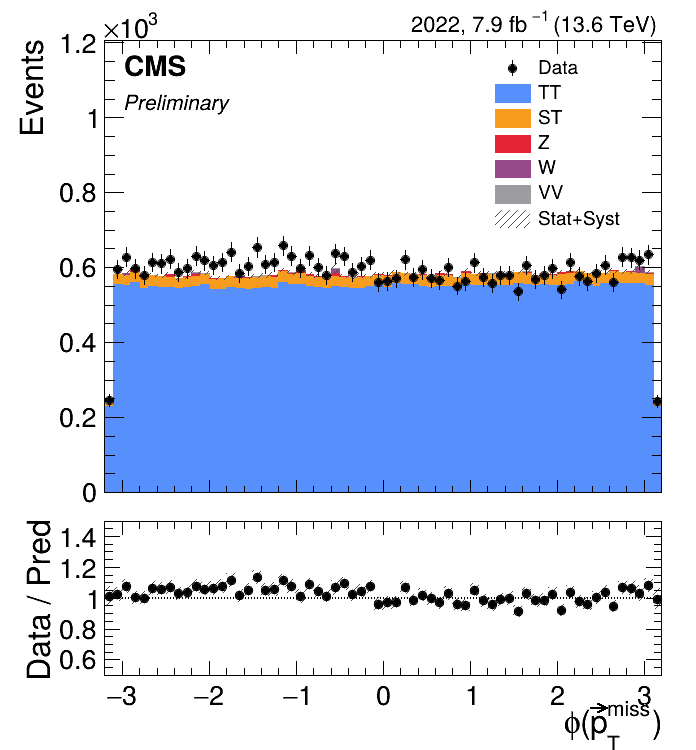 ×10³
2022, 7.9 fb⁻¹ (13.6 TeV)
CMS
Preliminary
Data
TT
ST
Z
W
VV
Stat+Syst
Events
1.2
1
0.8
0.6
0.4
0.2
0
Data / Pred
1.4
1.2
1
0.8
0.6
−3 −2 −1 0 1 2 3
ϕ(p⃗ᵀᵐⁱˢˢ)